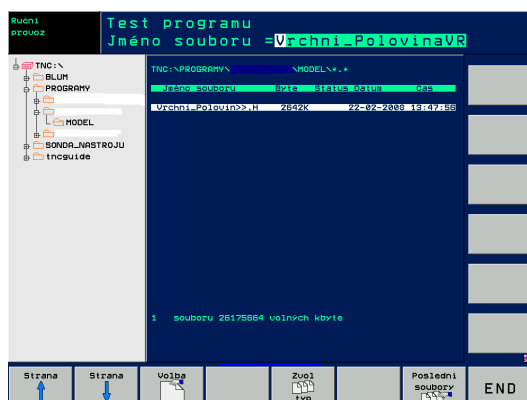 Ruční
provoz
Test programu
Jméno souboru =Vrchni_PolovinaVR
TNC:\
BLUM
PROGRAMY
MODEL
SONDA_NASTROJU
tncguide
TNC:\PROGRAMY\ \MODEL\*.*
Jméno souboru Byte Status Datum Čas
Vrchni_Polovin>>.H 2642K 22-02-2008 13:47:56
1 souboru 26175664 volných kbyte
Strana
Strana
Volba
Zvol
typ
Poslední
soubory
END